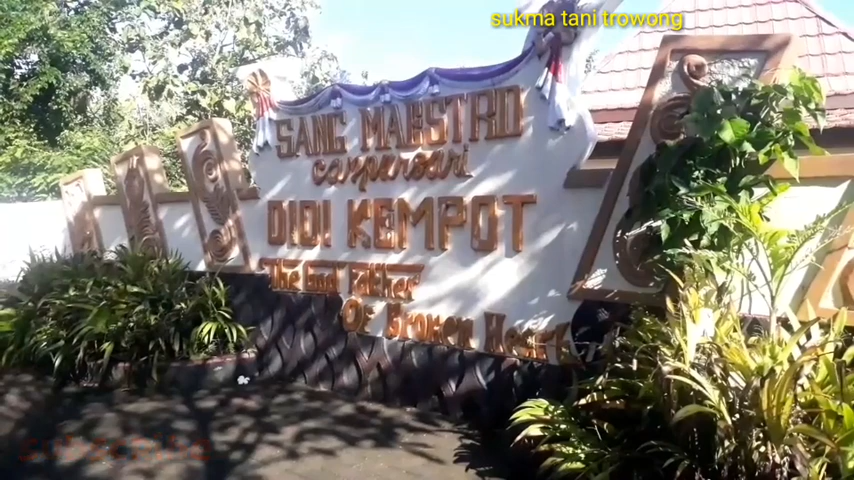 sukma tani trowong
SANG MAESTRO
campursari
DIDI KEMPOT
The God Father
Of Broken Heart